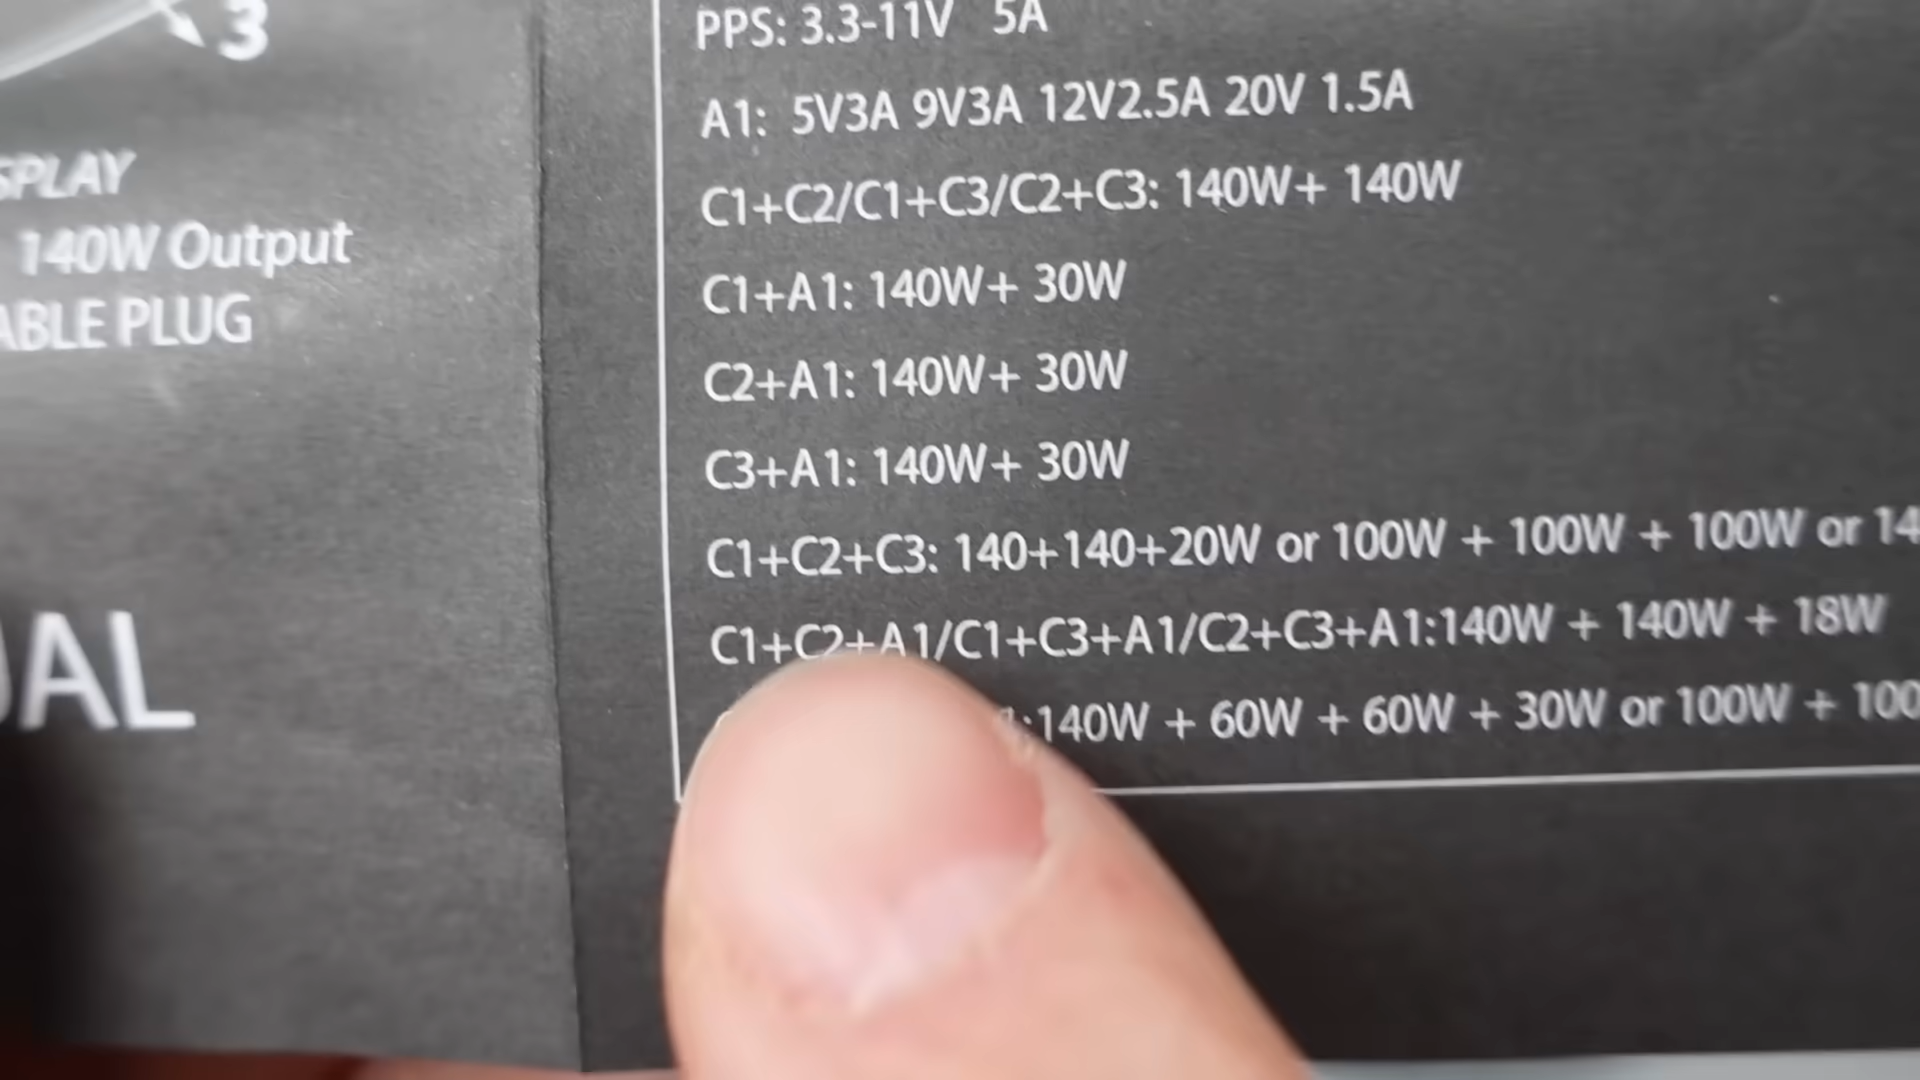 3
SPLAY
140W Output
ABLE PLUG
UAL
PPS: 3.3-11V 5A
A1: 5V3A 9V3A 12V2.5A 20V 1.5A
C1+C2/C1+C3/C2+C3: 140W+ 140W
C1+A1: 140W+ 30W
C2+A1: 140W+ 30W
C3+A1: 140W+ 30W
C1+C2+C3: 140+140+20W or 100W + 100W + 100W or 14
C1+C2+A1/C1+C3+A1/C2+C3+A1:140W + 140W + 18W
:140W + 60W + 60W + 30W or 100W + 100